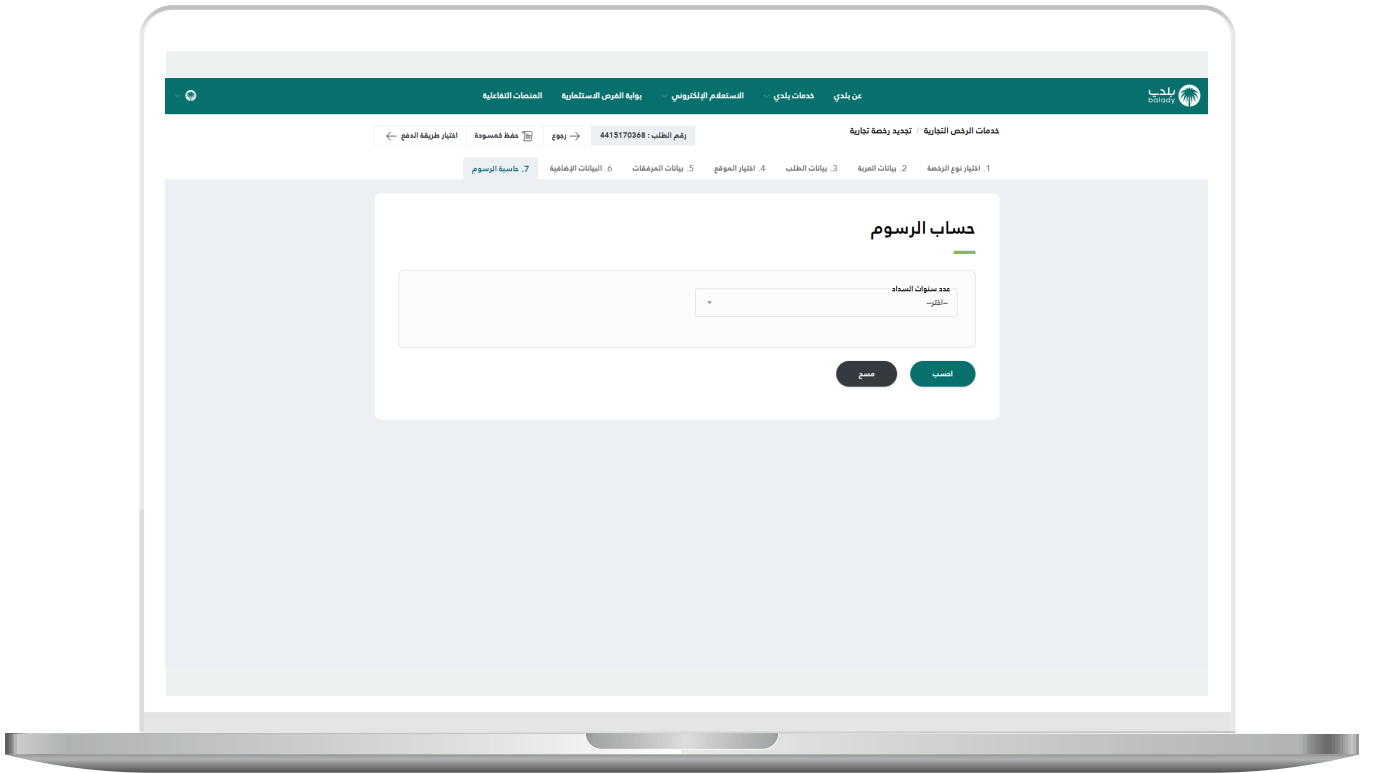 بلدي
balady
عن بلدي
خدمات بلدي
الاستعلام الإلكتروني
بوابة الفرص الاستثمارية
المنصات التفاعلية
خدمات الرخص التجارية / تجديد رخصة تجارية
رقم الطلب : 4415170368
رجوع
حفظ كمسودة
اختيار طريقة الدفع
1. اختيار نوع الرخصة
2. بيانات العربة
3. بيانات الطلب
4. اختيار الموقع
5. بيانات المرفقات
6. البيانات الإضافية
7. حاسبة الرسوم
حساب الرسوم
عدد سنوات السداد
--اختر--
احسب
مسح